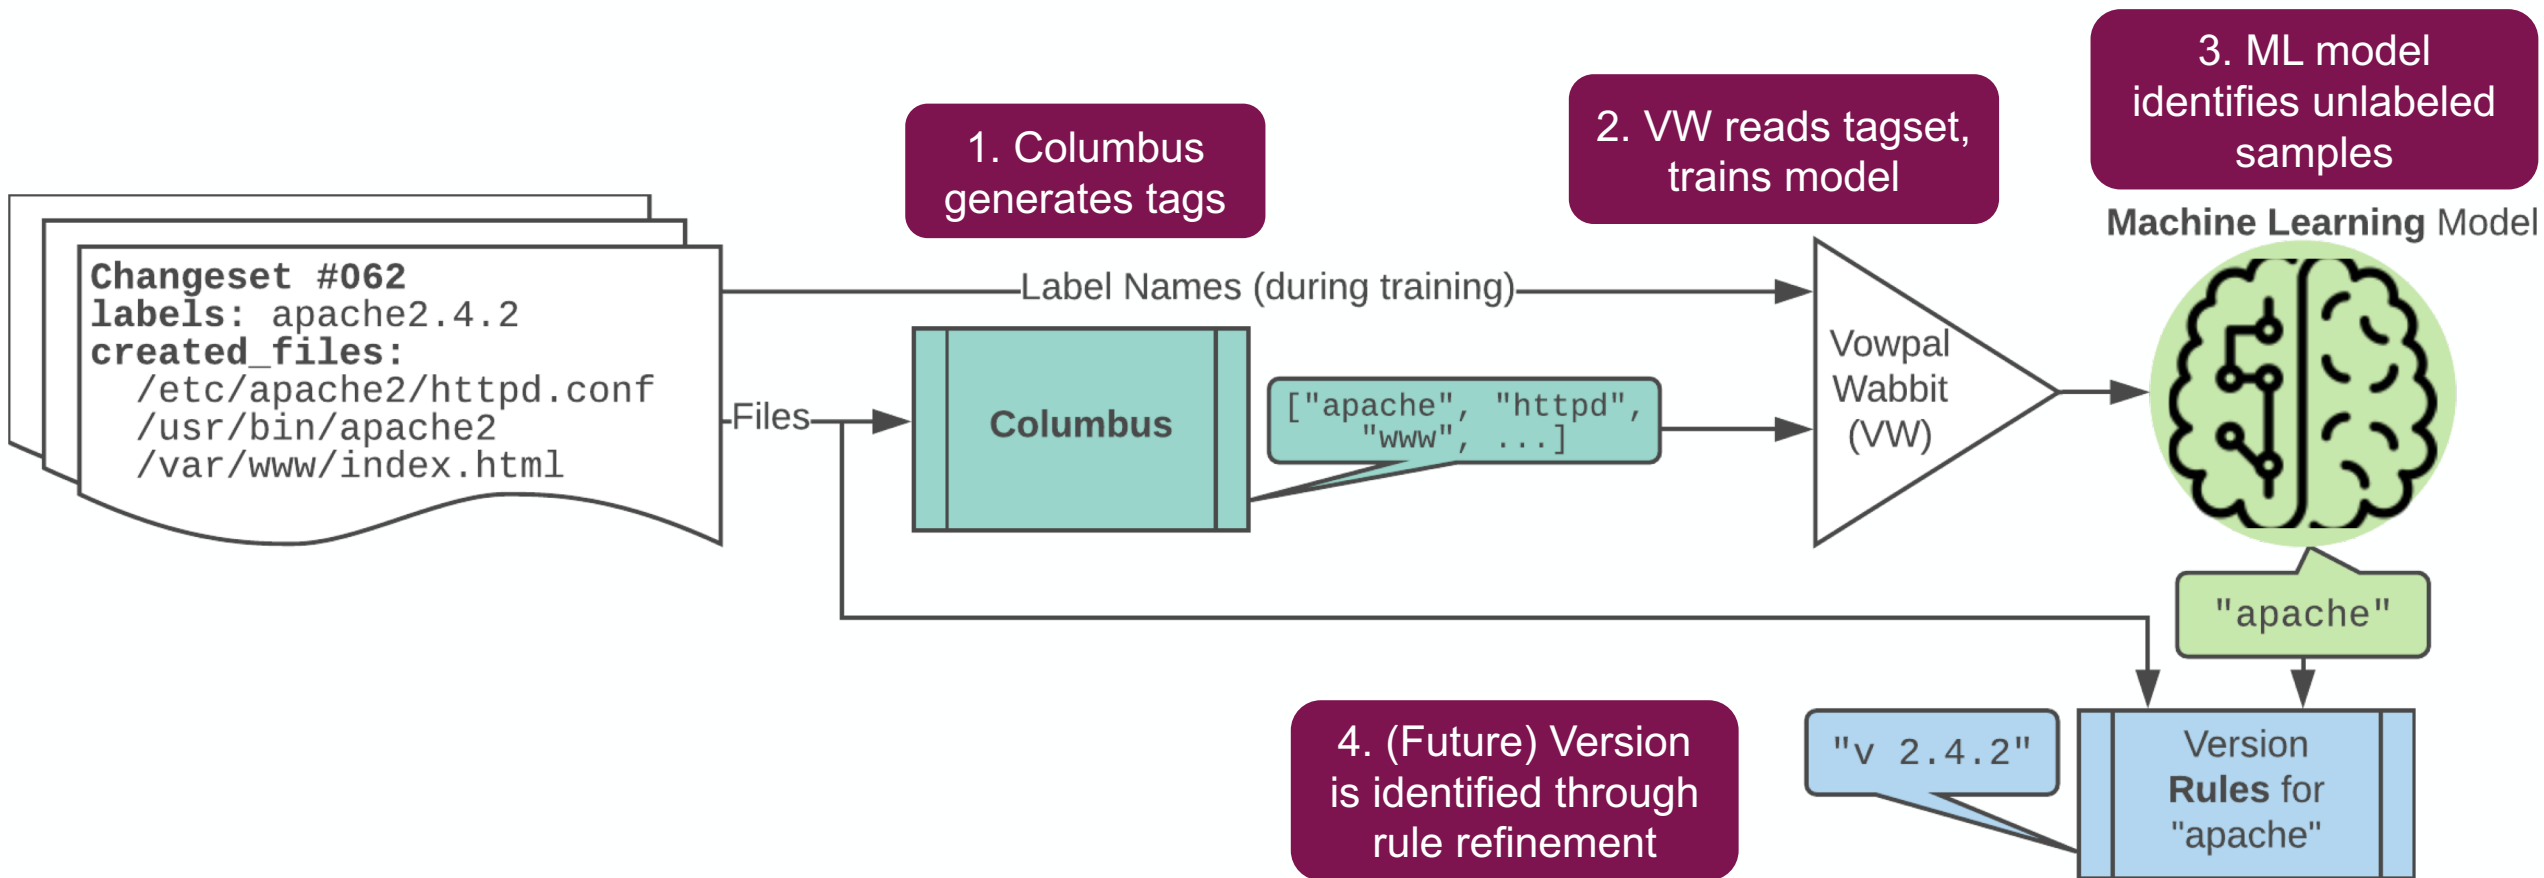 1. Columbus
generates tags
2. VW reads tagset,
trains model
3. ML model
identifies unlabeled
samples
Machine Learning Model
Changeset #062
labels: apache2.4.2
created_files:
/etc/apache2/httpd.conf
/usr/bin/apache2
/var/www/index.html
Label Names (during training)
Files
Columbus
["apache", "httpd",
"www", ...]
Vowpal
Wabbit
(VW)
"apache"
4. (Future) Version
is identified through
rule refinement
"v 2.4.2"
Version
Rules for
"apache"